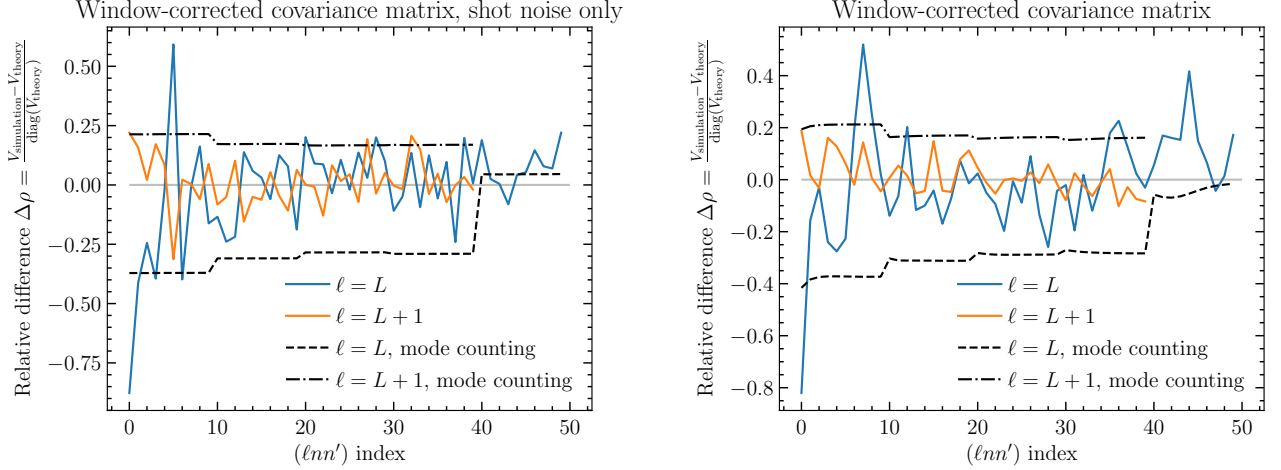 Window-corrected covariance matrix, shot noise only
Relative difference Δρ = (V_simulation − V_theory) / diag(V_theory)
0.50
0.25
0.00
−0.25
−0.50
−0.75
ℓ = L
ℓ = L + 1
ℓ = L, mode counting
ℓ = L + 1, mode counting
0 10 20 30 40 50
(ℓnn′) index
Window-corrected covariance matrix
Relative difference Δρ = (V_simulation − V_theory) / diag(V_theory)
0.4
0.2
0.0
−0.2
−0.4
−0.6
−0.8
ℓ = L
ℓ = L + 1
ℓ = L, mode counting
ℓ = L + 1, mode counting
0 10 20 30 40 50
(ℓnn′) index